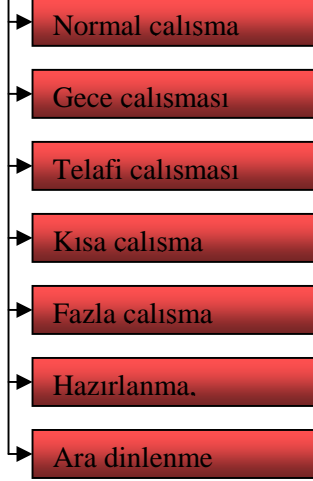 Normal calısma
Gece calısması
Telafi calısması
Kısa calısma
Fazla calısma
Hazırlanma,
Ara dinlenme